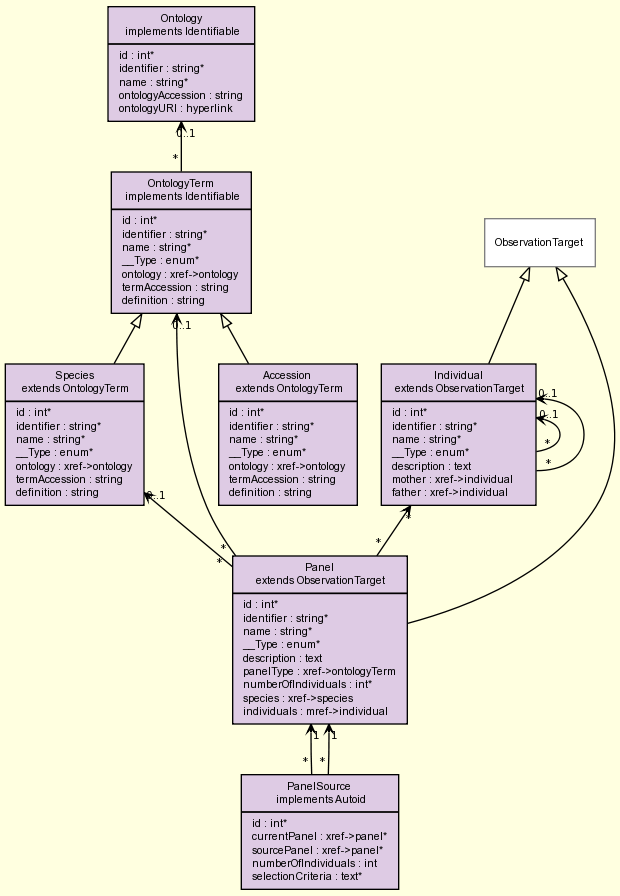 Ontology
implements Identifiable
id : int*
identifier : string*
name : string*
ontologyAccession : string
ontologyURI : hyperlink
0..1
*
OntologyTerm
implements Identifiable
id : int*
identifier : string*
name : string*
__Type : enum*
ontology : xref->ontology
termAccession : string
definition : string
ObservationTarget
0..1
Species
extends OntologyTerm
id : int*
identifier : string*
name : string*
__Type : enum*
ontology : xref->ontology
termAccession : string
definition : string
Accession
extends OntologyTerm
id : int*
identifier : string*
name : string*
__Type : enum*
ontology : xref->ontology
termAccession : string
definition : string
Individual
extends ObservationTarget
id : int*
identifier : string*
name : string*
__Type : enum*
description : text
mother : xref->individual
father : xref->individual
0..1
0..1
*
*
0..1
*
*
*
*
Panel
extends ObservationTarget
id : int*
identifier : string*
name : string*
__Type : enum*
description : text
panelType : xref->ontologyTerm
numberOfIndividuals : int*
species : xref->species
individuals : mref->individual
1
1
*
*
PanelSource
implements Autoid
id : int*
currentPanel : xref->panel*
sourcePanel : xref->panel*
numberOfIndividuals : int
selectionCriteria : text*